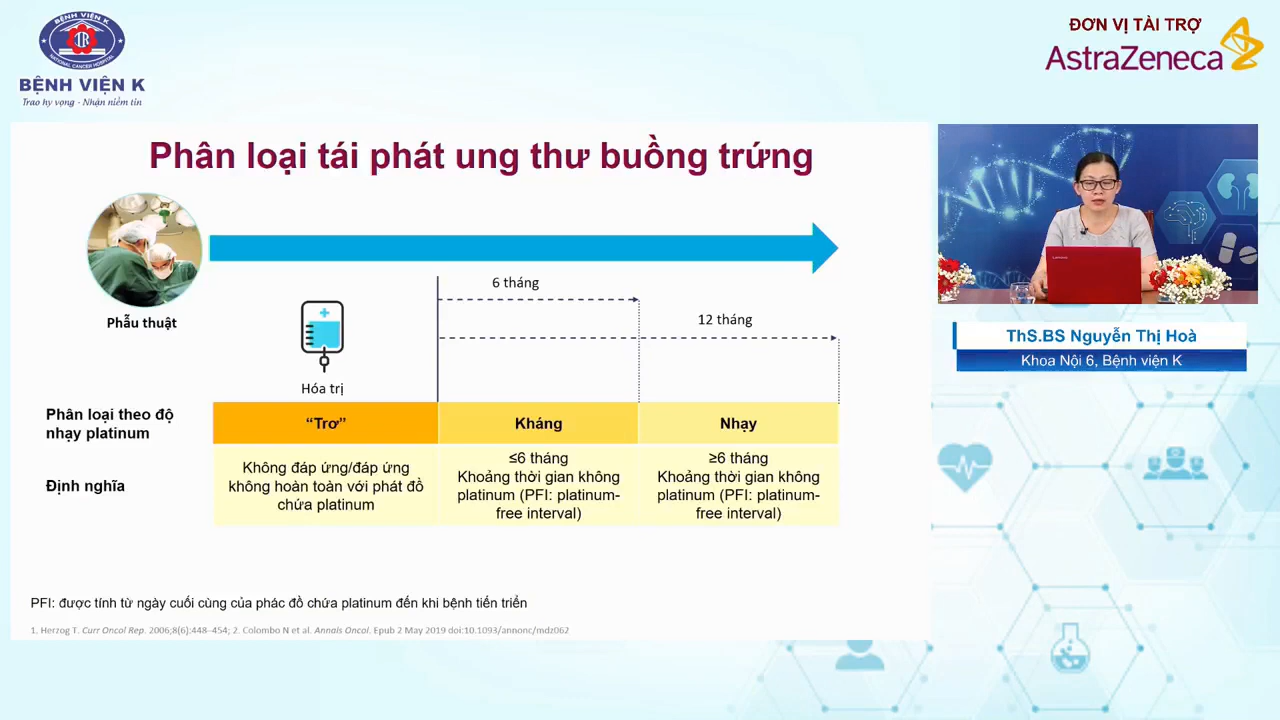 BỆNH VIỆN K
NATIONAL CANCER HOSPITAL
BỆNH VIỆN K
Trao hy vọng - Nhận niềm tin
ĐƠN VỊ TÀI TRỢ
AstraZeneca
Phân loại tái phát ung thư buồng trứng
6 tháng
12 tháng
Phẫu thuật
Hóa trị
Phân loại theo độ
nhạy platinum
“Trơ”
Kháng
Nhạy
Định nghĩa
Không đáp ứng/đáp ứng
không hoàn toàn với phát đồ
chứa platinum
≤6 tháng
Khoảng thời gian không
platinum (PFI: platinum-
free interval)
≥6 tháng
Khoảng thời gian không
platinum (PFI: platinum-
free interval)
PFI: được tính từ ngày cuối cùng của phác đồ chứa platinum đến khi bệnh tiến triển
1. Herzog T. Curr Oncol Rep. 2006;8(6):448–454; 2. Colombo N et al. Annals Oncol. Epub 2 May 2019 doi:10.1093/annonc/mdz062
Lenovo
ThS.BS Nguyễn Thị Hoà
Khoa Nội 6, Bệnh viện K